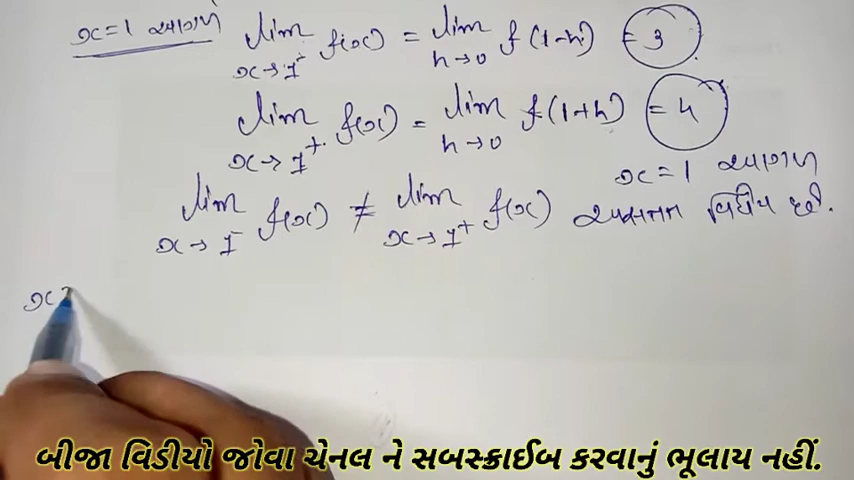 x=1 આગળ lim x→1⁻ f(x) = lim h→0 f(1-h) = 3
lim x→1⁺ f(x) = lim h→0 f(1+h) = 4
x=1 આગળ
lim x→1⁻ f(x) ≠ lim x→1⁺ f(x) અસતત વિધેય છે.
x
બીજા વિડીયો જોવા ચેનલ ને સબસ્ક્રાઈબ કરવાનું ભૂલાય નહીં.